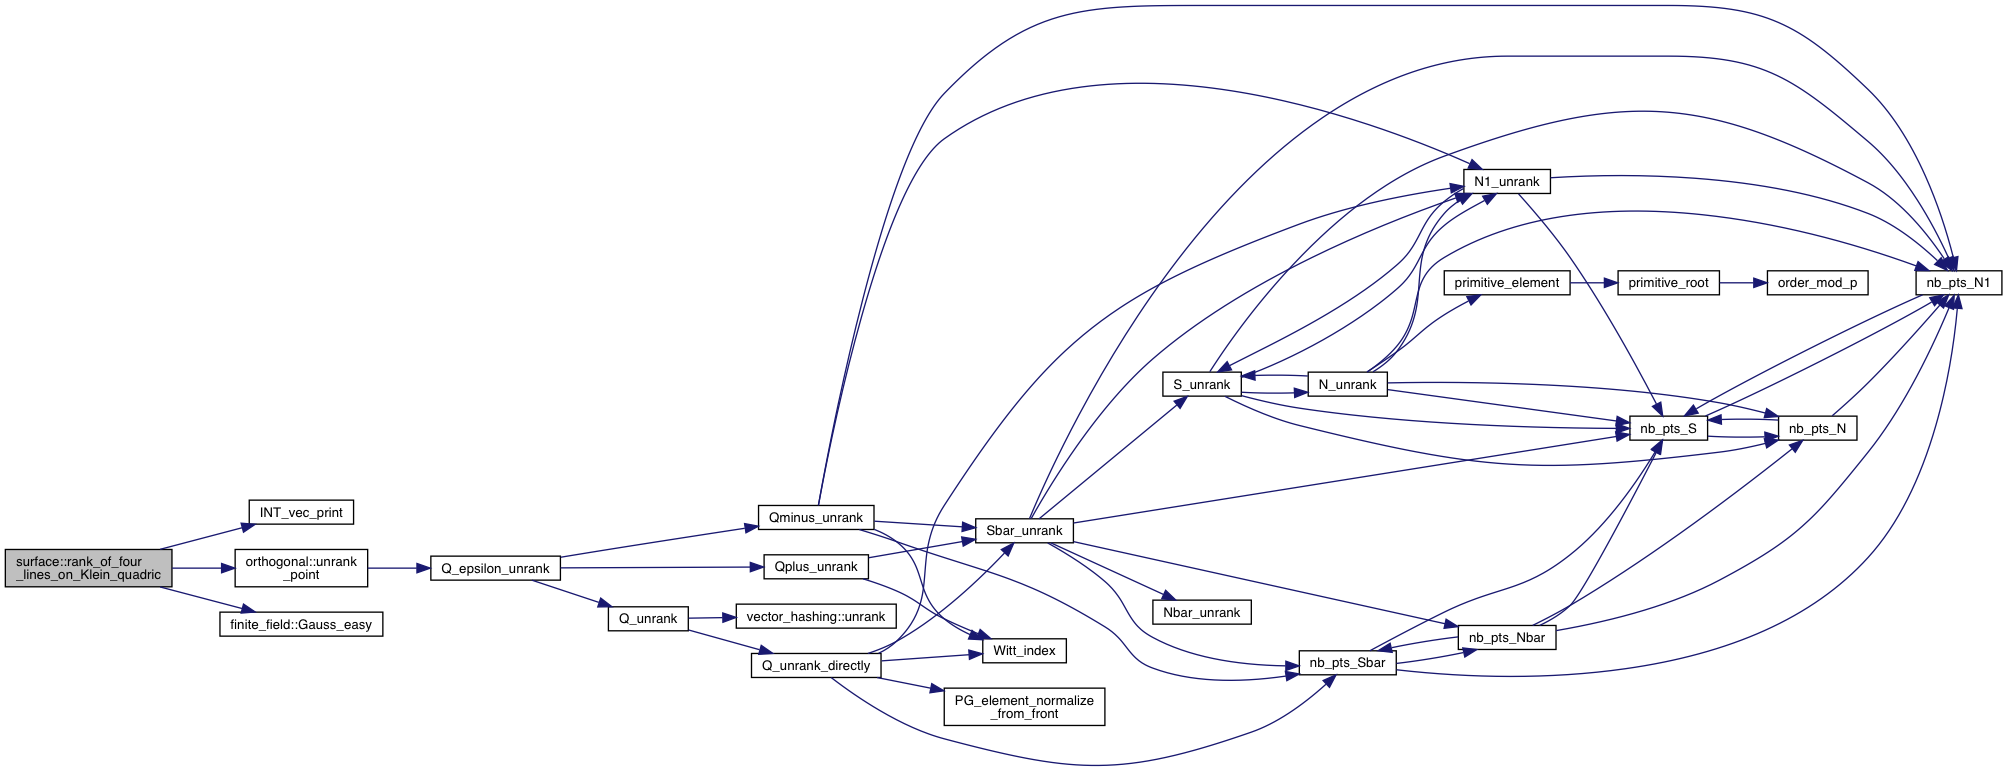 surface::rank_of_four
_lines_on_Klein_quadric
INT_vec_print
orthogonal::unrank
_point
finite_field::Gauss_easy
Q_epsilon_unrank
Qminus_unrank
Qplus_unrank
Q_unrank
vector_hashing::unrank
Q_unrank_directly
Sbar_unrank
Witt_index
PG_element_normalize
_from_front
S_unrank
Nbar_unrank
N_unrank
nb_pts_Sbar
N1_unrank
primitive_element
nb_pts_Nbar
primitive_root
nb_pts_S
order_mod_p
nb_pts_N
nb_pts_N1